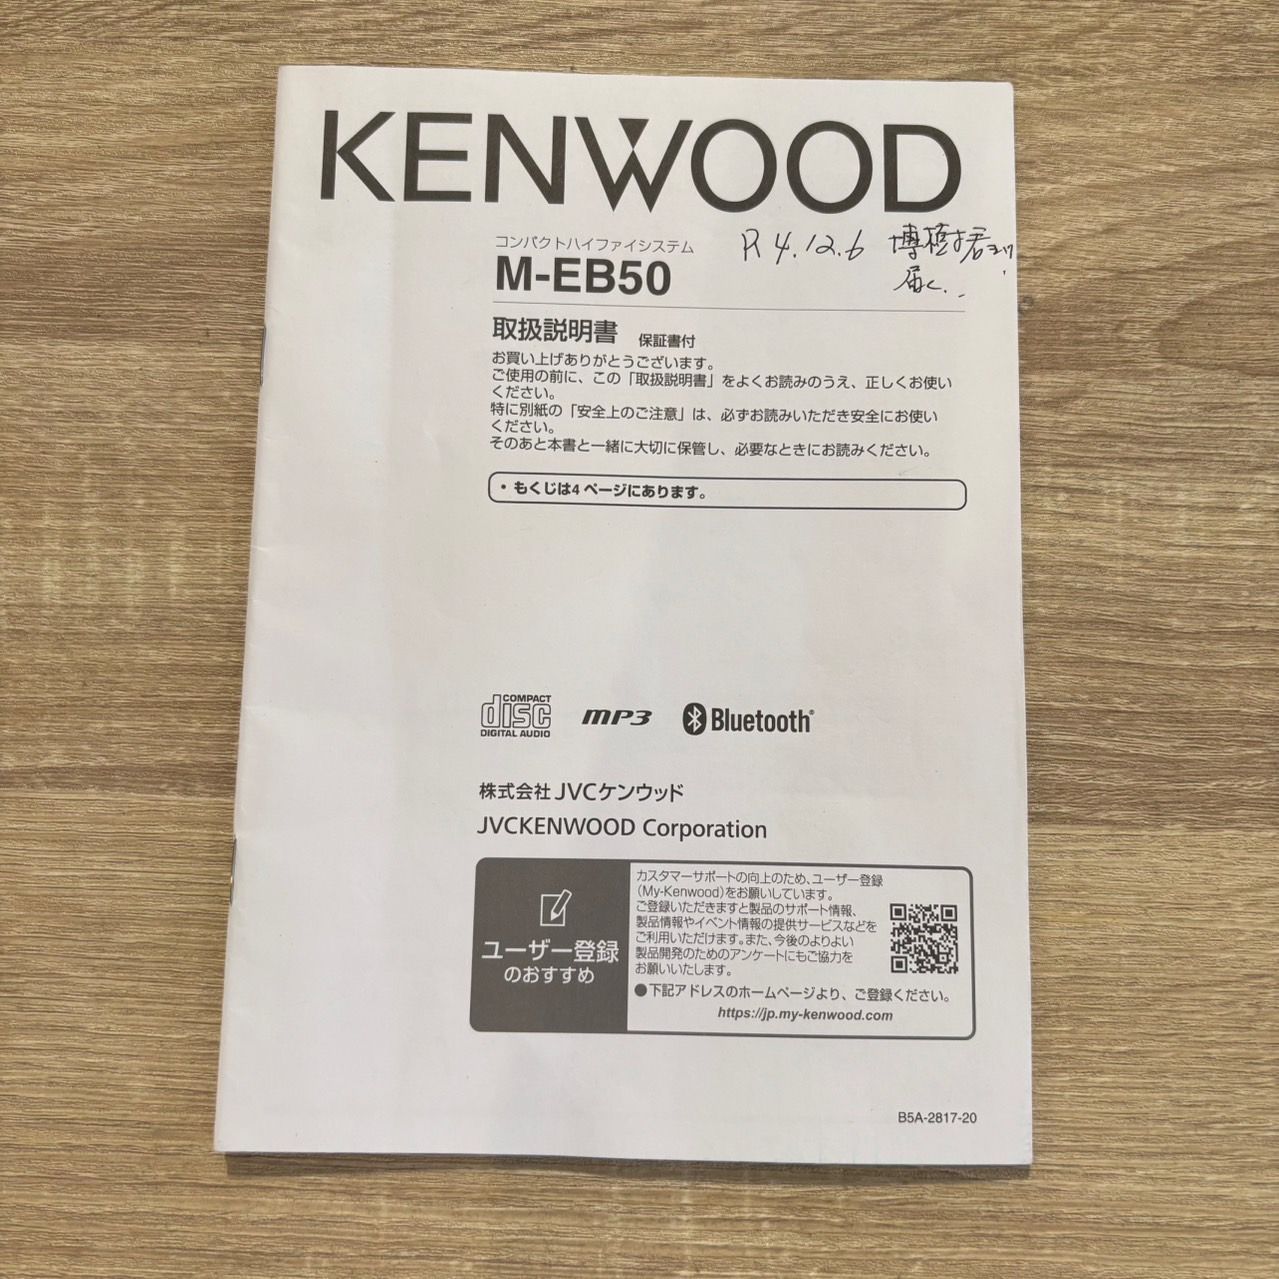 KENWOOD
コンパクトハイファイシステム
M-EB50
R4.12.6 博樹君より
届く..
取扱説明書 保証書付
お買い上げありがとうございます。
ご使用の前に、この「取扱説明書」をよくお読みのうえ、正しくお使い
ください。
特に別紙の「安全上のご注意」は、必ずお読みいただき安全にお使い
ください。
そのあと本書と一緒に大切に保管し、必要なときにお読みください。
・もくじは4ページにあります。
COMPACT
disc
DIGITAL AUDIO
MP3
Bluetooth®
株式会社JVCケンウッド
JVCKENWOOD Corporation
ユーザー登録
のおすすめ
カスタマーサポートの向上のため、ユーザー登録
(My-Kenwood)をお願いしています。
ご登録いただきますと製品のサポート情報、
製品情報やイベント情報の提供サービスなどを
ご利用いただけます。また、今後のよりよい
製品開発のためのアンケートにもご協力を
お願いいたします。
●下記アドレスのホームページより、ご登録ください。
https://jp.my-kenwood.com
B5A-2817-20